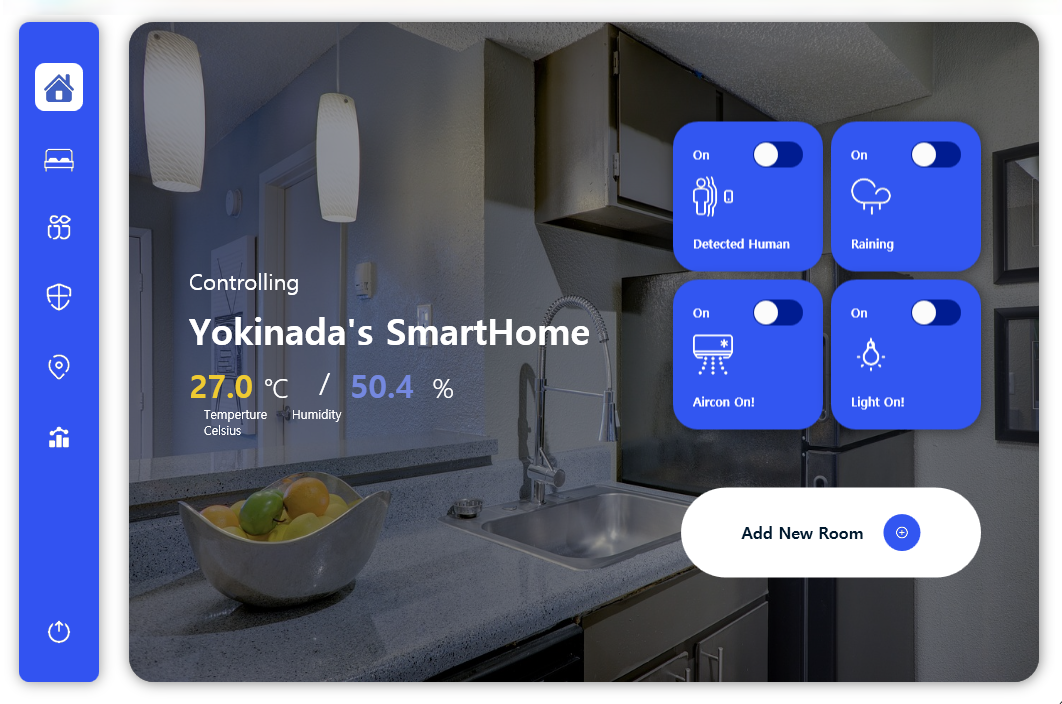 Controlling
Yokinada's SmartHome
27.0 °C / 50.4 %
Temperture Humidity
Celsius
On
Detected Human
On
Raining
On
Aircon On!
On
Light On!
Add New Room